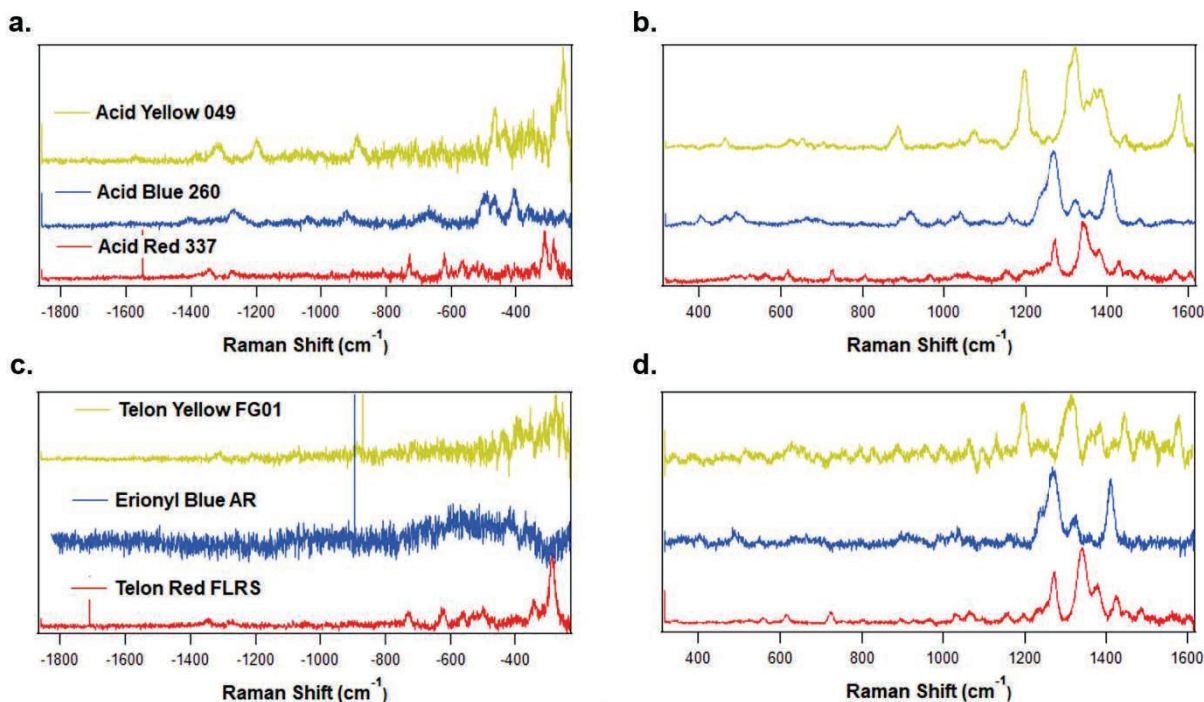 a.
Acid Yellow 049
Acid Blue 260
Acid Red 337
-1800 -1600 -1400 -1200 -1000 -800 -600 -400
Raman Shift (cm⁻¹)
b.
400 600 800 1000 1200 1400 1600
Raman Shift (cm⁻¹)
c.
Telon Yellow FG01
Erionyl Blue AR
Telon Red FLRS
-1800 -1600 -1400 -1200 -1000 -800 -600 -400
Raman Shift (cm⁻¹)
d.
400 600 800 1000 1200 1400 1600
Raman Shift (cm⁻¹)